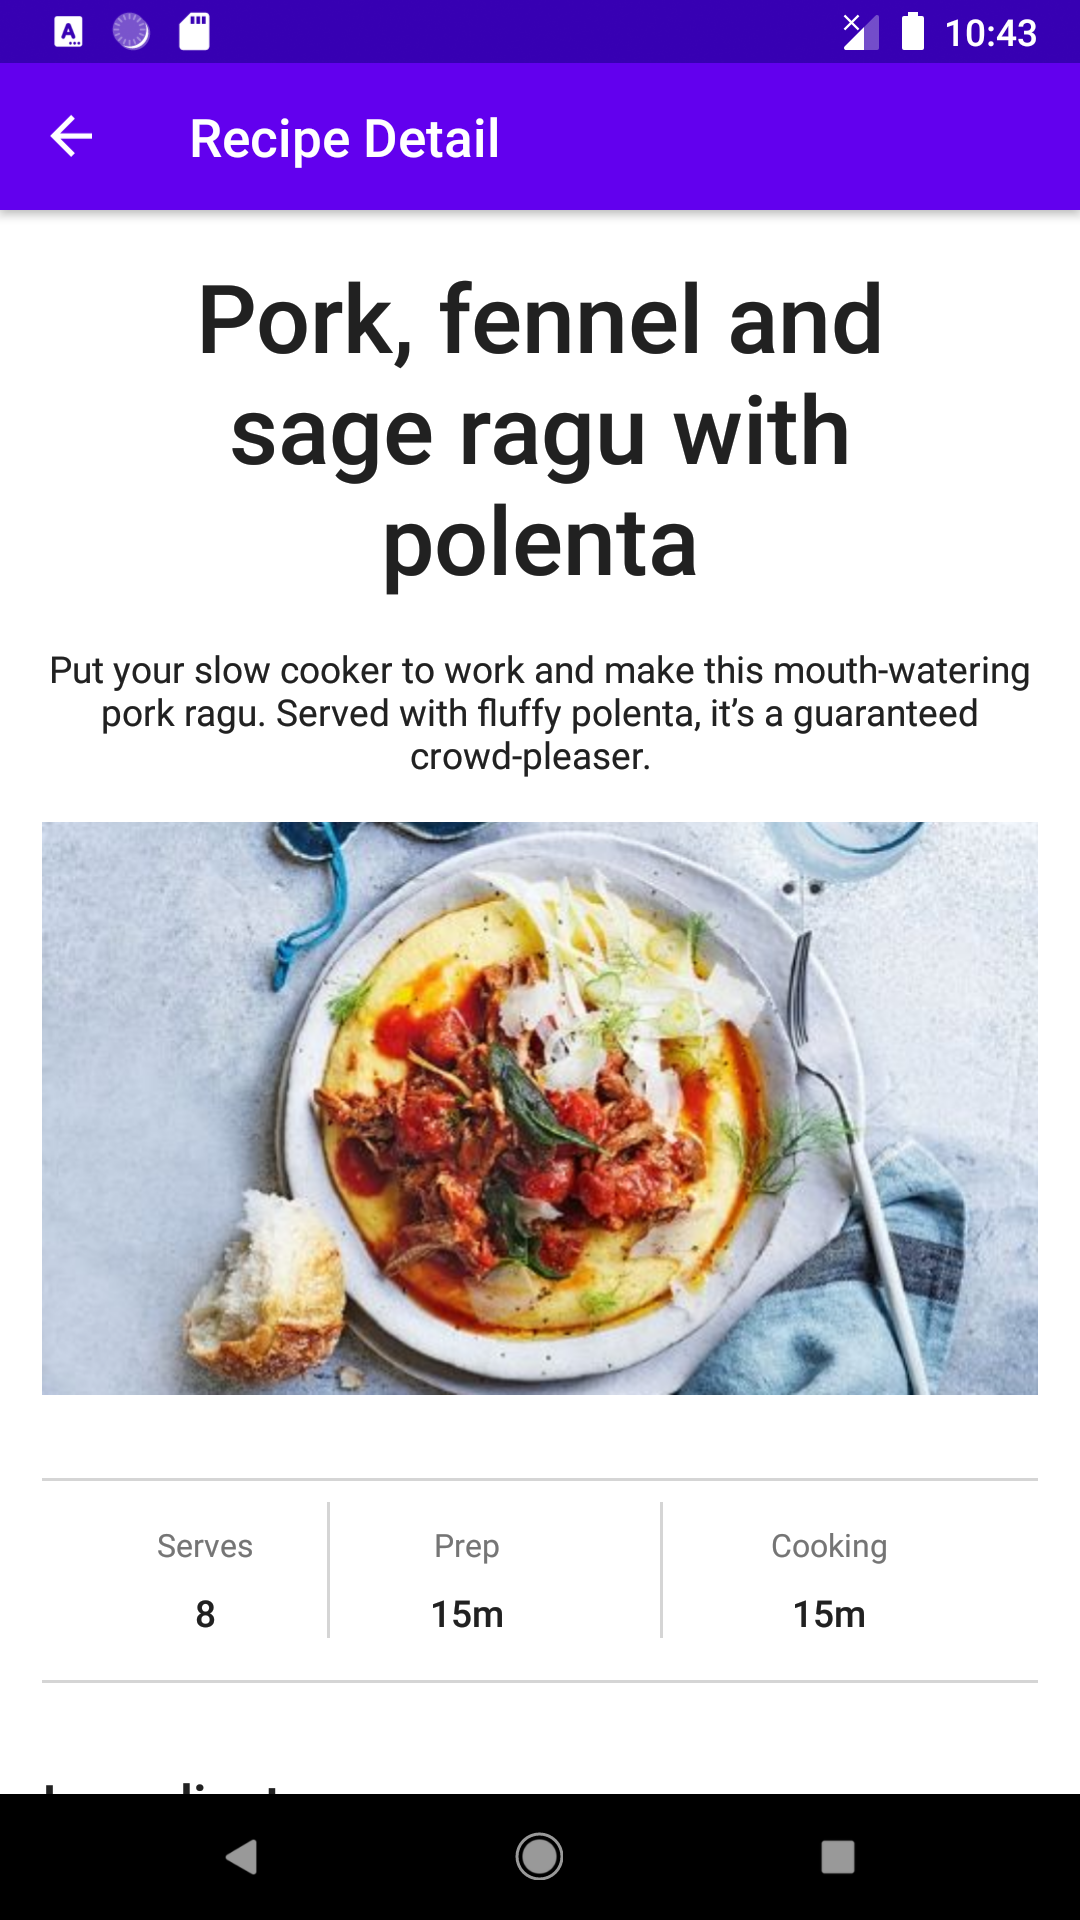 10:43
Recipe Detail
Pork, fennel and
sage ragu with
polenta
Put your slow cooker to work and make this mouth-watering
pork ragu. Served with fluffy polenta, it’s a guaranteed
crowd-pleaser.
Serves
Prep
Cooking
8
15m
15m